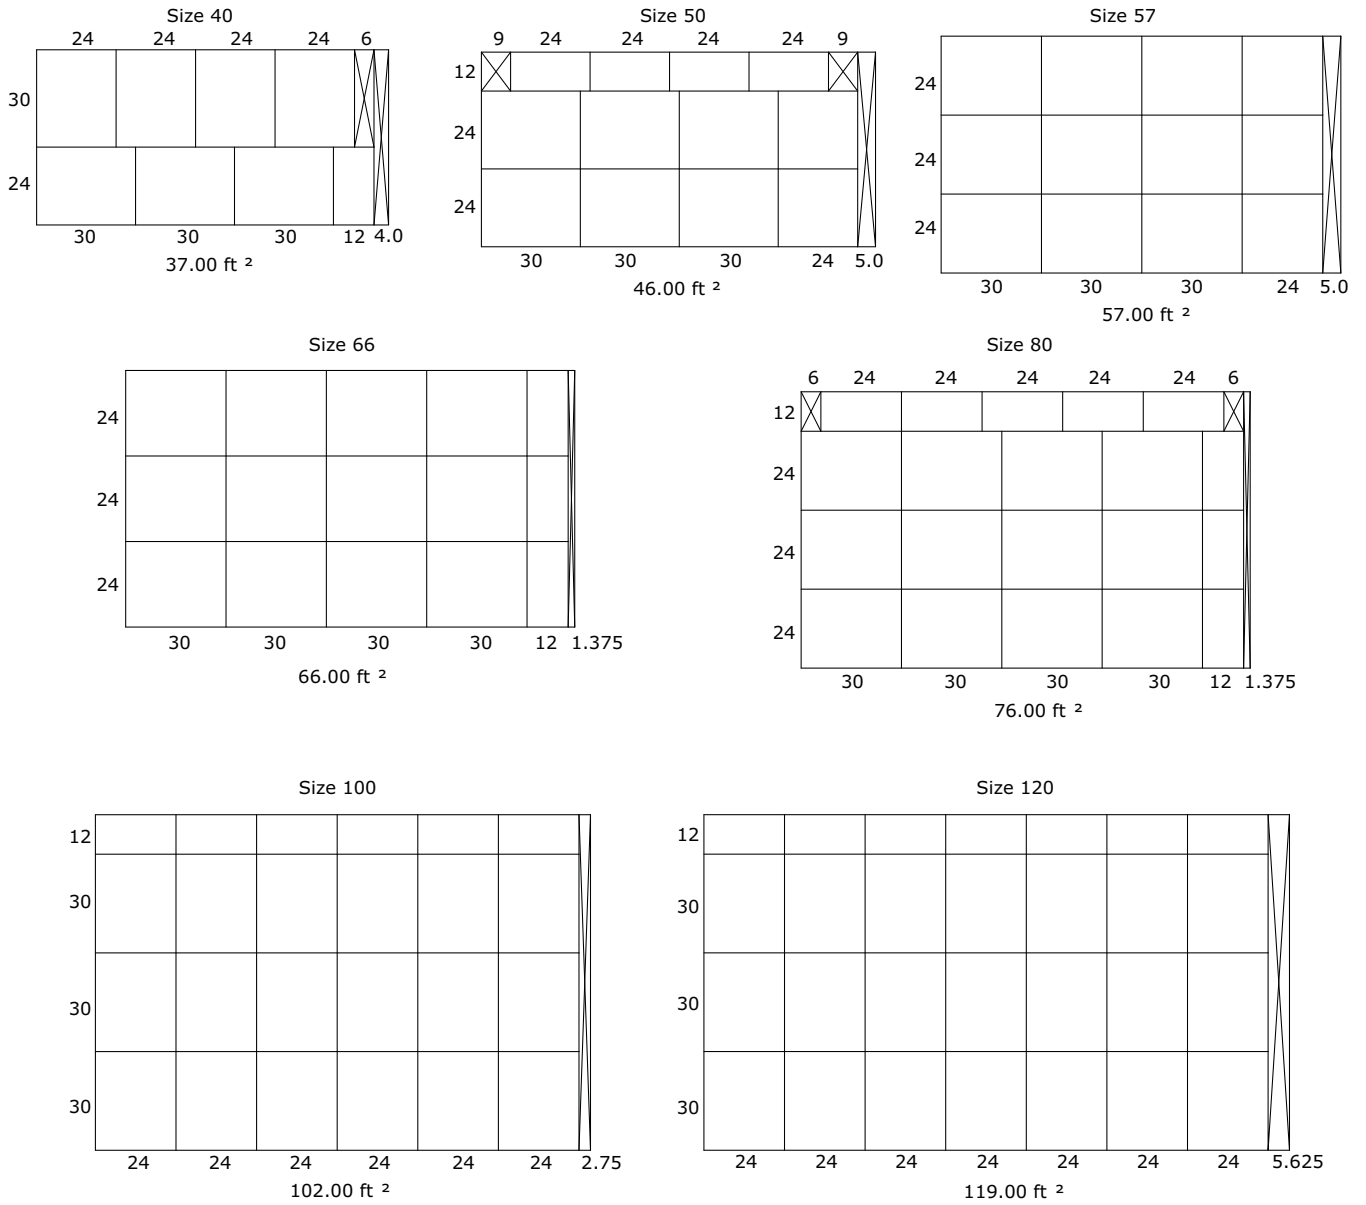 Size 40
24 24 24 24 6
30
24
30 30 30 12 4.0
37.00 ft ²
Size 50
9 24 24 24 24 9
12
24
24
30 30 30 24 5.0
46.00 ft ²
Size 57
24
24
24
30 30 30 24 5.0
57.00 ft ²
Size 66
24
24
24
30 30 30 30 12 1.375
66.00 ft ²
Size 80
6 24 24 24 24 24 6
12
24
24
24
30 30 30 30 12 1.375
76.00 ft ²
Size 100
12
30
30
30
24 24 24 24 24 24 2.75
102.00 ft ²
Size 120
12
30
30
30
24 24 24 24 24 24 24 5.625
119.00 ft ²